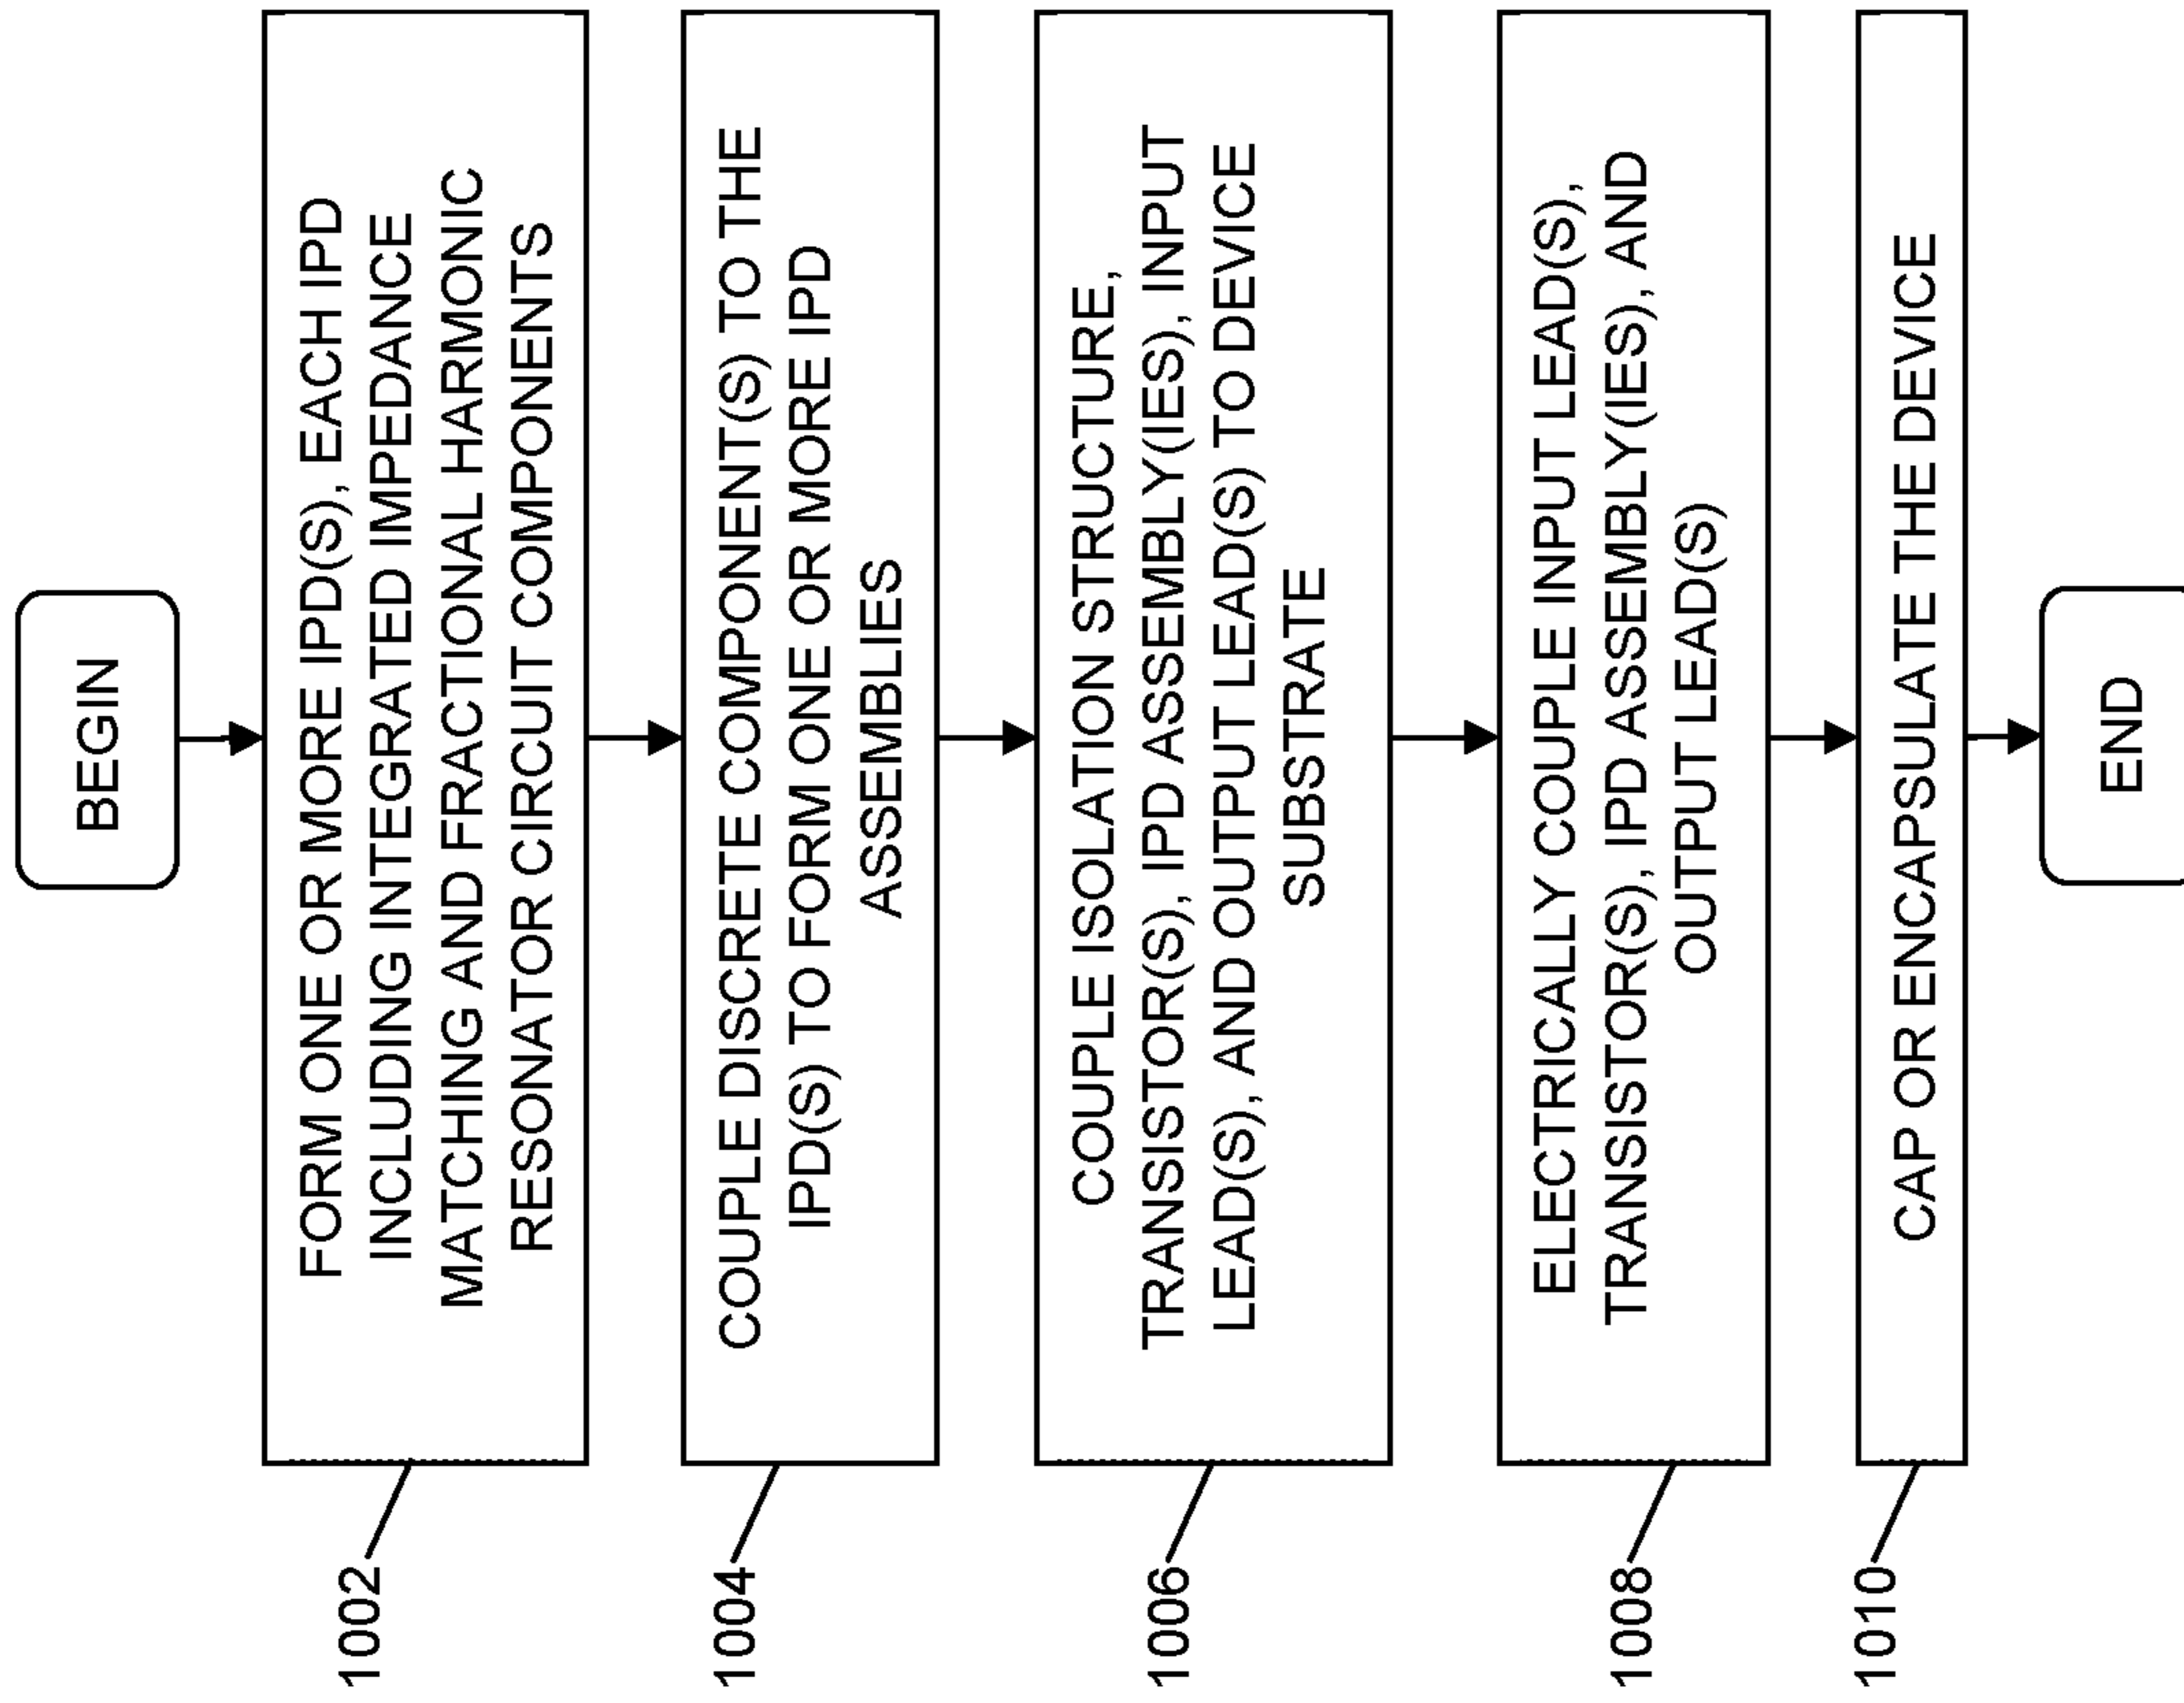 BEGIN
1002
FORM ONE OR MORE IPD(S), EACH IPD
INCLUDING INTEGRATED IMPEDANCE
MATCHING AND FRACTIONAL HARMONIC
RESONATOR CIRCUIT COMPONENTS
1004
COUPLE DISCRETE COMPONENT(S) TO THE
IPD(S) TO FORM ONE OR MORE IPD
ASSEMBLIES
1006
COUPLE ISOLATION STRUCTURE,
TRANSISTOR(S), IPD ASSEMBLY(IES), INPUT
LEAD(S), AND OUTPUT LEAD(S) TO DEVICE
SUBSTRATE
1008
ELECTRICALLY COUPLE INPUT LEAD(S),
TRANSISTOR(S), IPD ASSEMBLY(IES), AND
OUTPUT LEAD(S)
1010
CAP OR ENCAPSULATE THE DEVICE
END